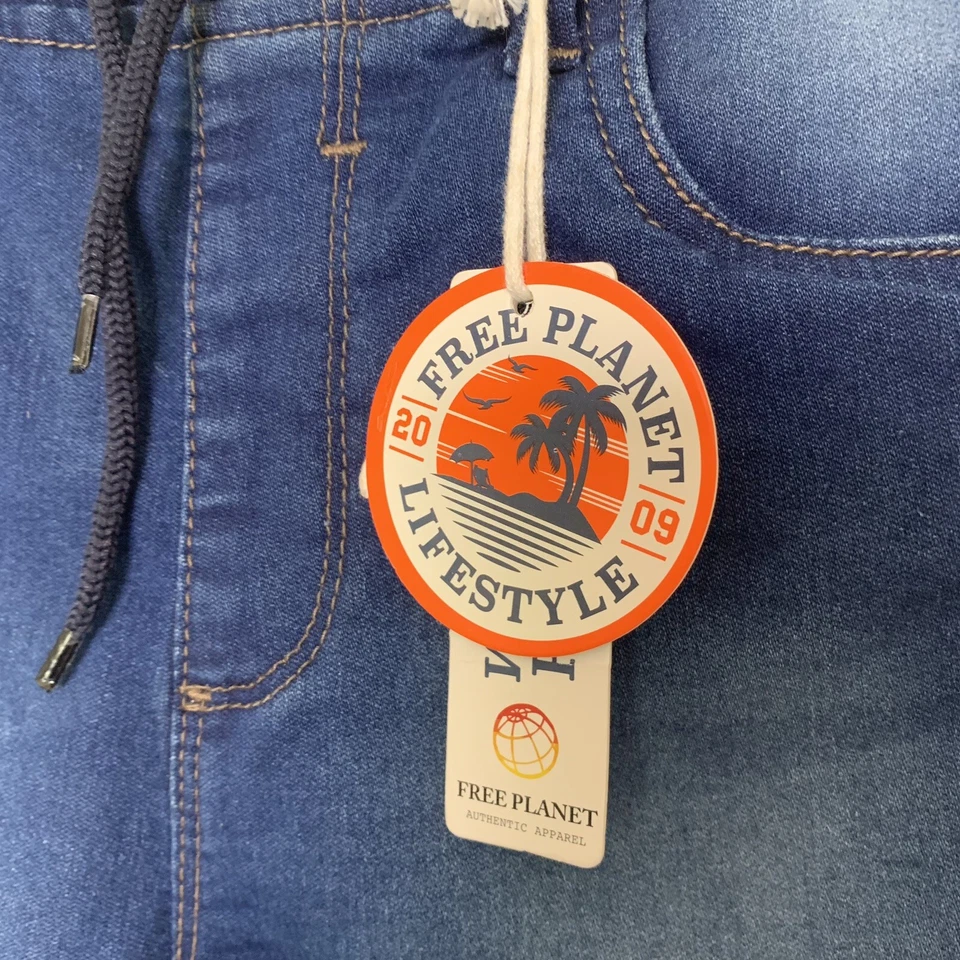 FREE PLANET
20
09
LIFESTYLE
FREE PLANET
AUTHENTIC APPAREL